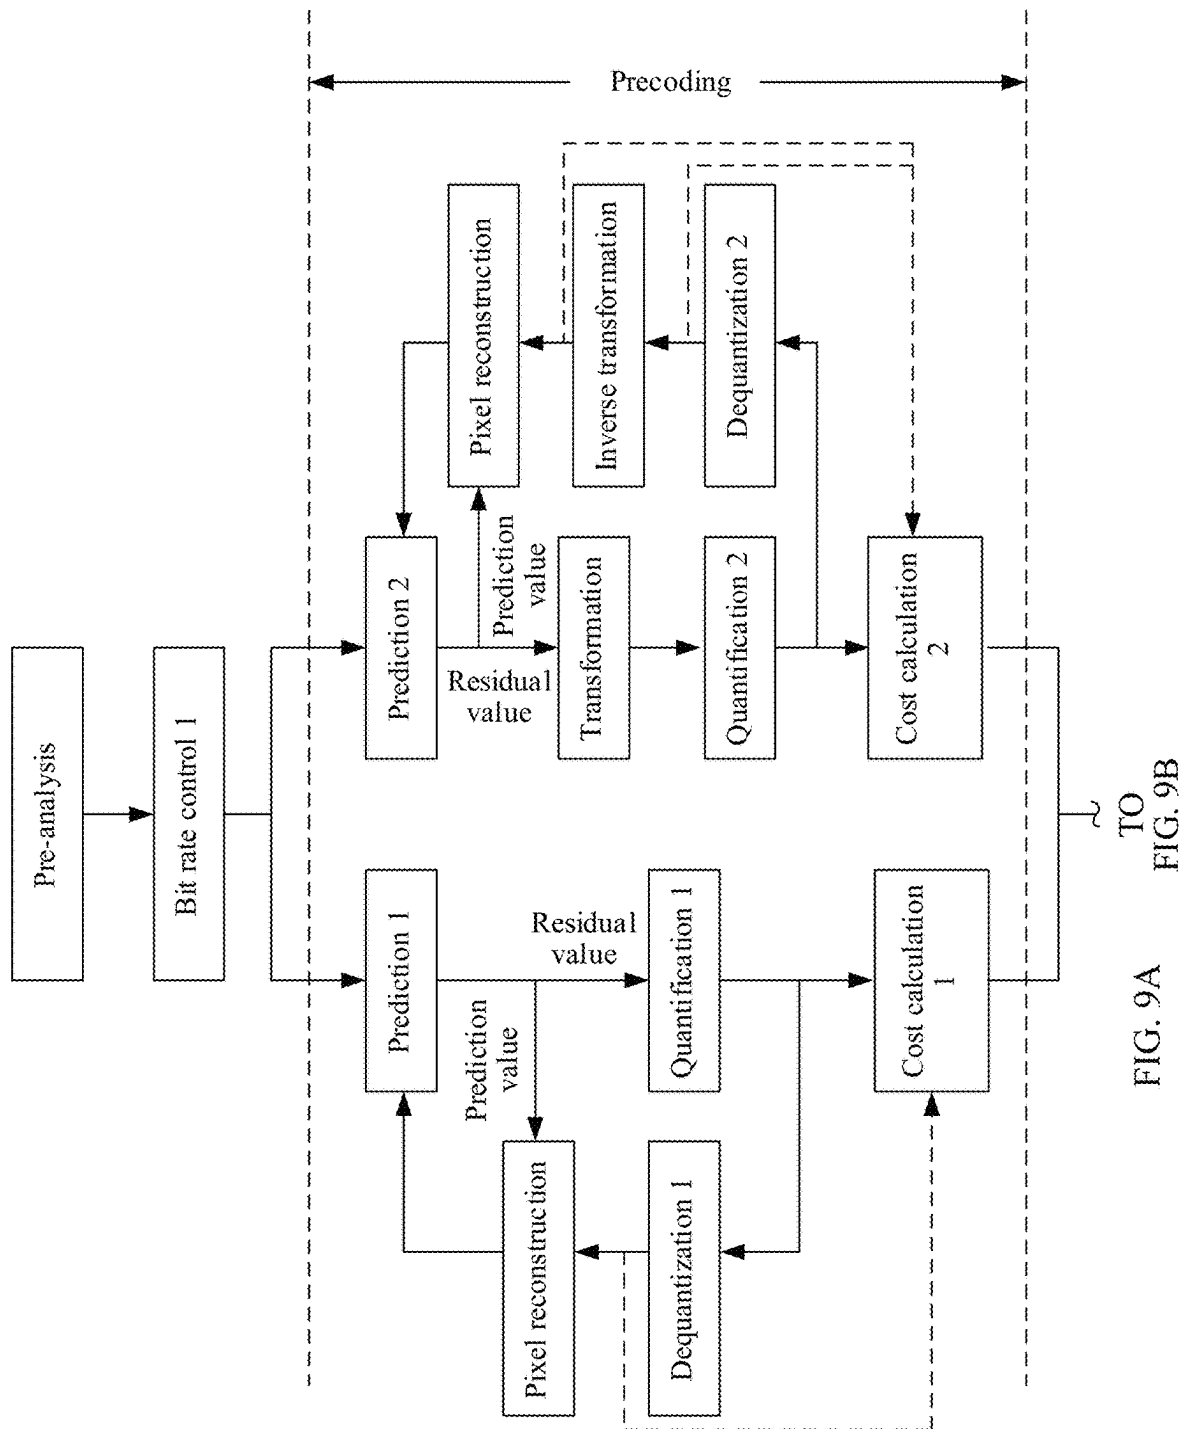 Pre-analysis
Bit rate control 1
Precoding
Prediction 1
Prediction
value
Residual
value
Pixel reconstruction
Quantification 1
Dequantization 1
Cost calculation
1
Prediction 2
Residual
value
Prediction
value
Pixel reconstruction
Transformation
Inverse transformation
Quantification 2
Dequantization 2
Cost calculation
2
TO
FIG. 9B
FIG. 9A